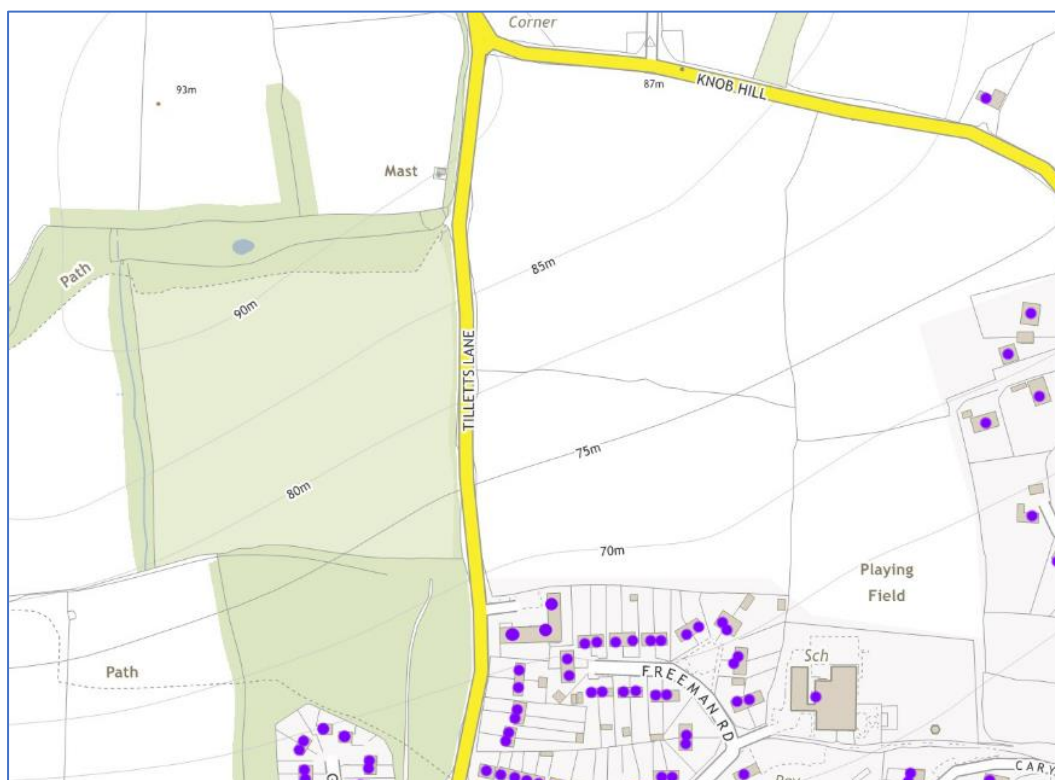 Corner
93m
87m
KNOB HILL
Mast
Path
85m
90m
TILLETTS LANE
75m
80m
70m
Playing
Field
Path
FREEMAN RD
Sch
CARY